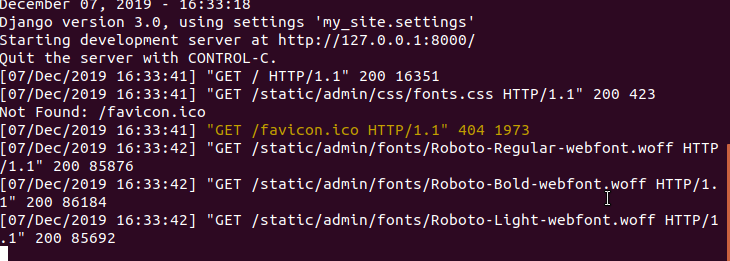 December 07, 2019 - 16:33:18
Django version 3.0, using settings 'my_site.settings'
Starting development server at http://127.0.0.1:8000/
Quit the server with CONTROL-C.
[07/Dec/2019 16:33:41] "GET / HTTP/1.1" 200 16351
[07/Dec/2019 16:33:41] "GET /static/admin/css/fonts.css HTTP/1.1" 200 423
Not Found: /favicon.ico
[07/Dec/2019 16:33:41] "GET /favicon.ico HTTP/1.1" 404 1973
[07/Dec/2019 16:33:42] "GET /static/admin/fonts/Roboto-Regular-webfont.woff HTTP
/1.1" 200 85876
[07/Dec/2019 16:33:42] "GET /static/admin/fonts/Roboto-Bold-webfont.woff HTTP/1.
1" 200 86184
[07/Dec/2019 16:33:42] "GET /static/admin/fonts/Roboto-Light-webfont.woff HTTP/1
.1" 200 85692